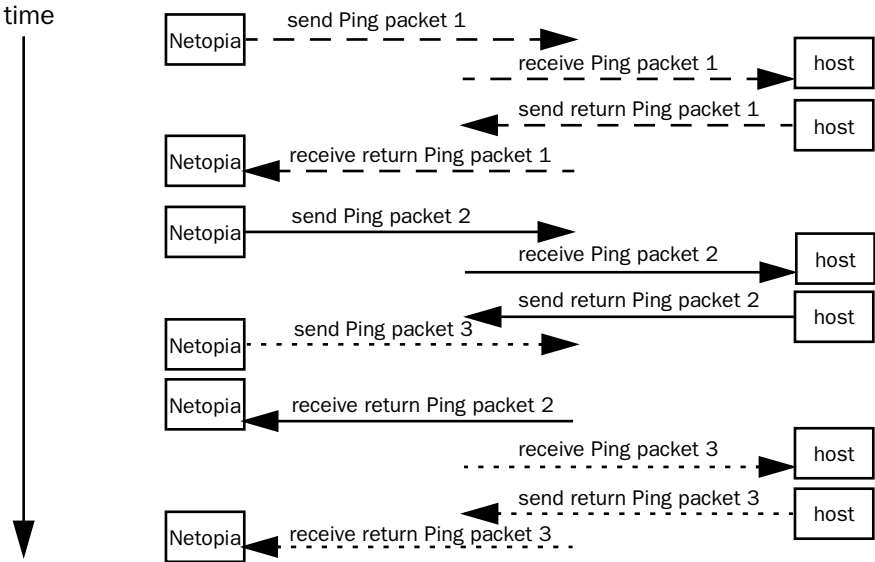 time
send Ping packet 1
Netopia
receive Ping packet 1
host
send return Ping packet 1
host
Netopia
receive return Ping packet 1
send Ping packet 2
Netopia
receive Ping packet 2
host
send return Ping packet 2
host
send Ping packet 3
Netopia
Netopia
receive return Ping packet 2
receive Ping packet 3
host
send return Ping packet 3
host
Netopia
receive return Ping packet 3